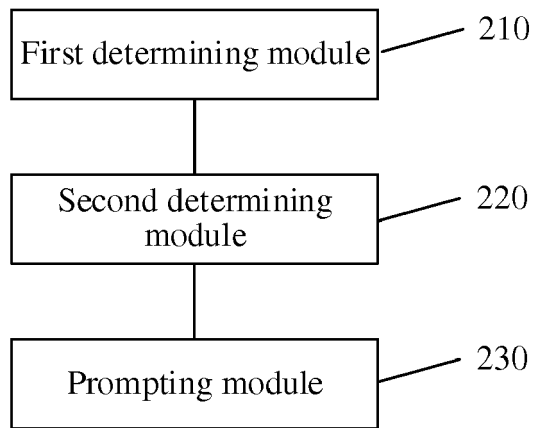 210
First determining module
220
Second determining
module
230
Prompting module